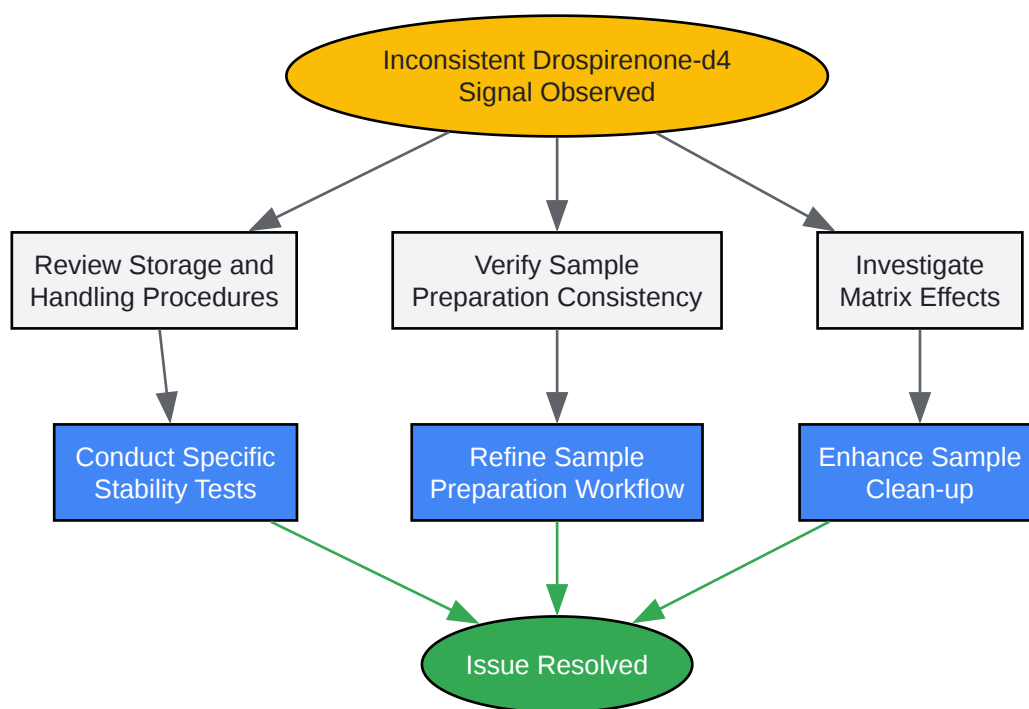 Inconsistent Drospirenone-d4
Signal Observed
Review Storage and
Handling Procedures
Verify Sample
Preparation Consistency
Investigate
Matrix Effects
Conduct Specific
Stability Tests
Refine Sample
Preparation Workflow
Enhance Sample
Clean-up
Issue Resolved